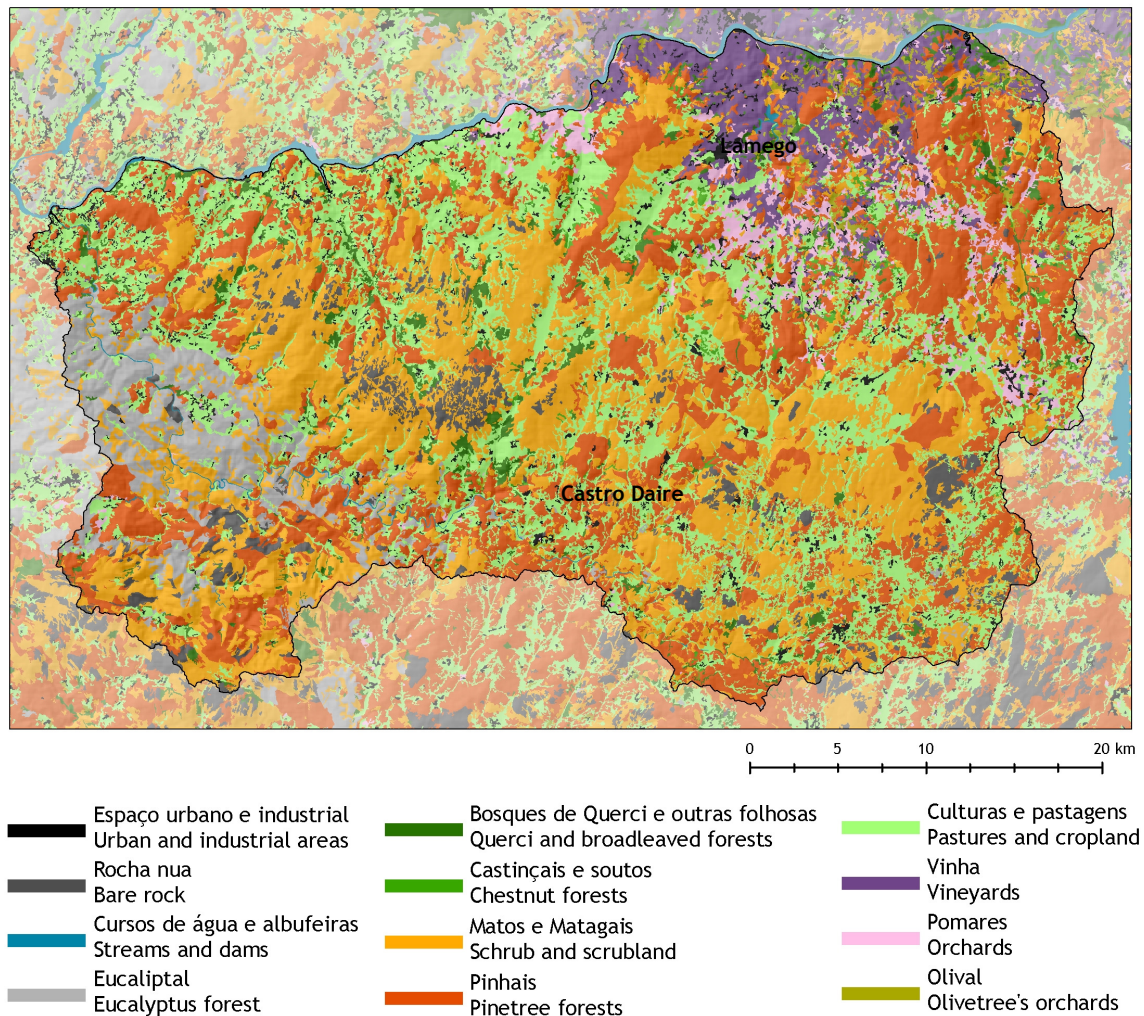 Lamego
Castro Daire
0 5 10 20 km
Espaço urbano e industrial
Urban and industrial areas
Rocha nua
Bare rock
Cursos de água e albufeiras
Streams and dams
Eucaliptal
Eucalyptus forest
Bosques de Querci e outras folhosas
Querci and broadleaved forests
Castinçais e soutos
Chestnut forests
Matos e Matagais
Schrub and scrubland
Pinhais
Pinetree forests
Culturas e pastagens
Pastures and cropland
Vinha
Vineyards
Pomares
Orchards
Olival
Olivetree's orchards